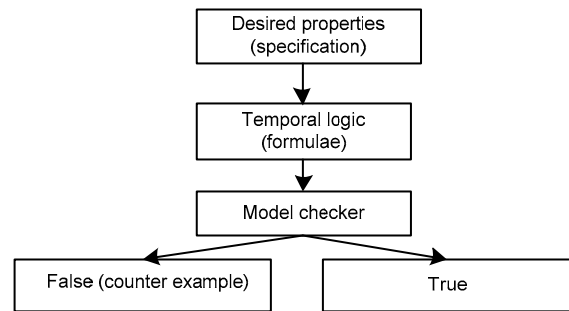 Desired properties
(specification)
Temporal logic
(formulae)
Model checker
False (counter example)
True